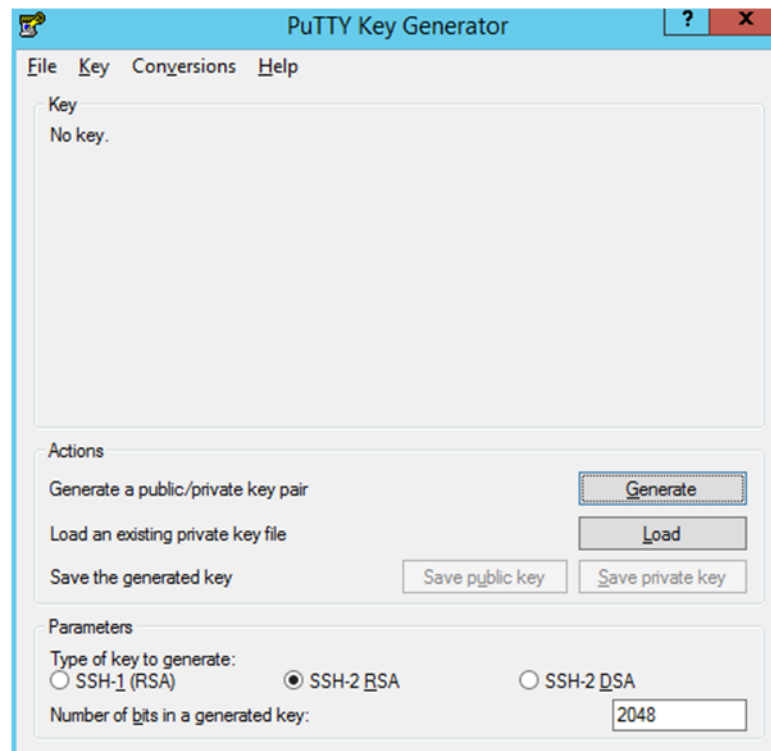 PuTTY Key Generator ? x
File Key Conversions Help
Key
No key.
Actions
Generate a public/private key pair Generate
Load an existing private key file Load
Save the generated key Save public key Save private key
Parameters
Type of key to generate:
SSH-1 (RSA) SSH-2 RSA SSH-2 DSA
Number of bits in a generated key: 2048